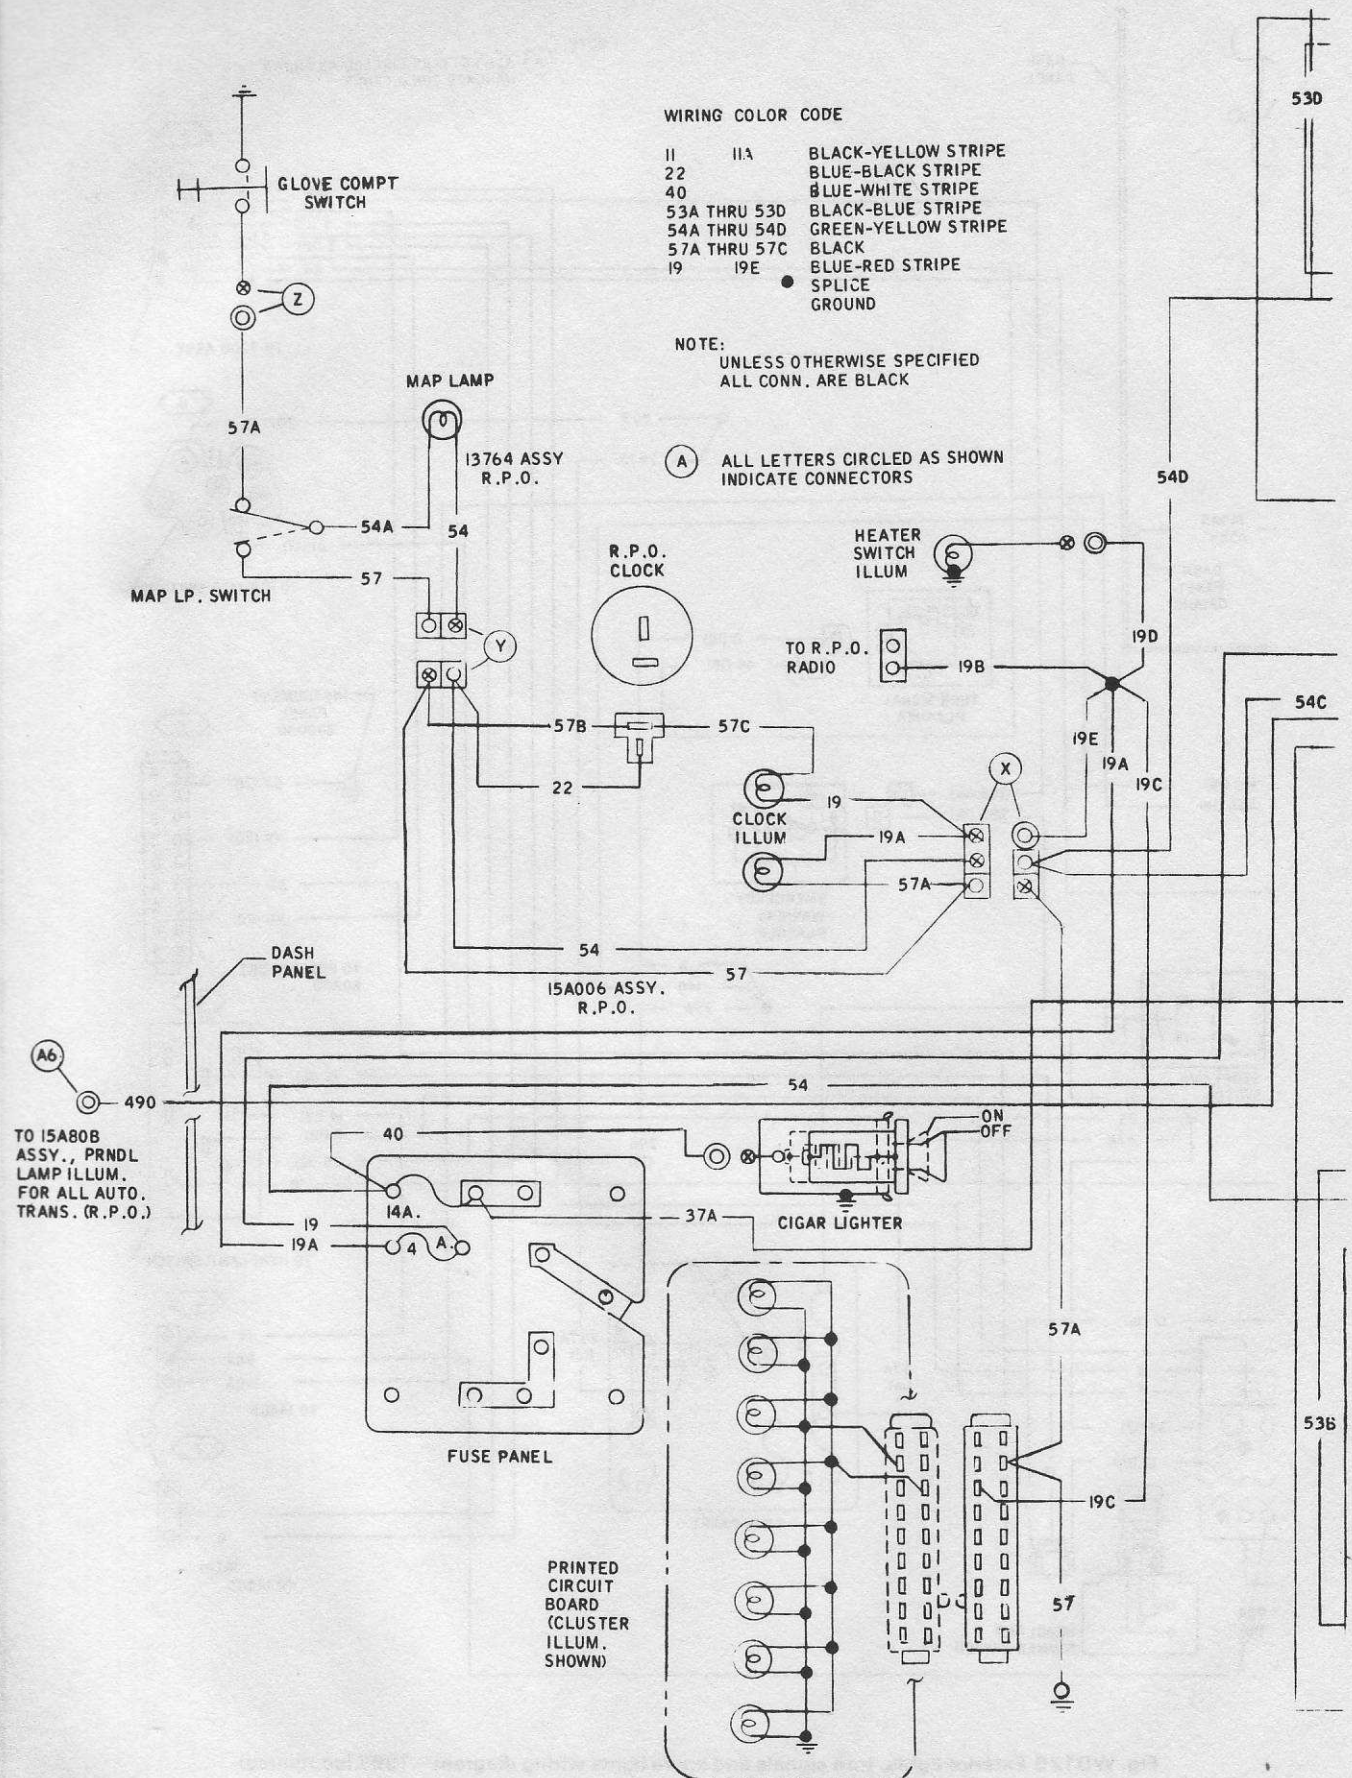 WIRING COLOR CODE
11 11A BLACK-YELLOW STRIPE
22 BLUE-BLACK STRIPE
40 BLUE-WHITE STRIPE
53A THRU 53D BLACK-BLUE STRIPE
54A THRU 54D GREEN-YELLOW STRIPE
57A THRU 57C BLACK
19 19E BLUE-RED STRIPE
SPLICE
GROUND
53D
GLOVE COMPT
SWITCH
Z
NOTE:
UNLESS OTHERWISE SPECIFIED
ALL CONN. ARE BLACK
MAP LAMP
57A
13764 ASSY
R.P.O.
A
ALL LETTERS CIRCLED AS SHOWN
INDICATE CONNECTORS
54D
54A
54
HEATER
SWITCH
ILLUM
R.P.O.
CLOCK
57
MAP LP. SWITCH
Y
TO R.P.O.
RADIO
19B
19D
54C
57B
57C
19E
19A
19C
X
22
19
CLOCK
ILLUM
19A
57A
54
57
DASH
PANEL
15A006 ASSY.
R.P.O.
A6
490
54
TO 15A80B
ASSY., PRNDL
LAMP ILLUM.
FOR ALL AUTO.
TRANS. (R.P.O.)
40
ON
OFF
14A.
37A
CIGAR LIGHTER
19
19A
4 A.
57A
53B
FUSE PANEL
19C
PRINTED
CIRCUIT
BOARD
(CLUSTER
ILLUM.
SHOWN)
57